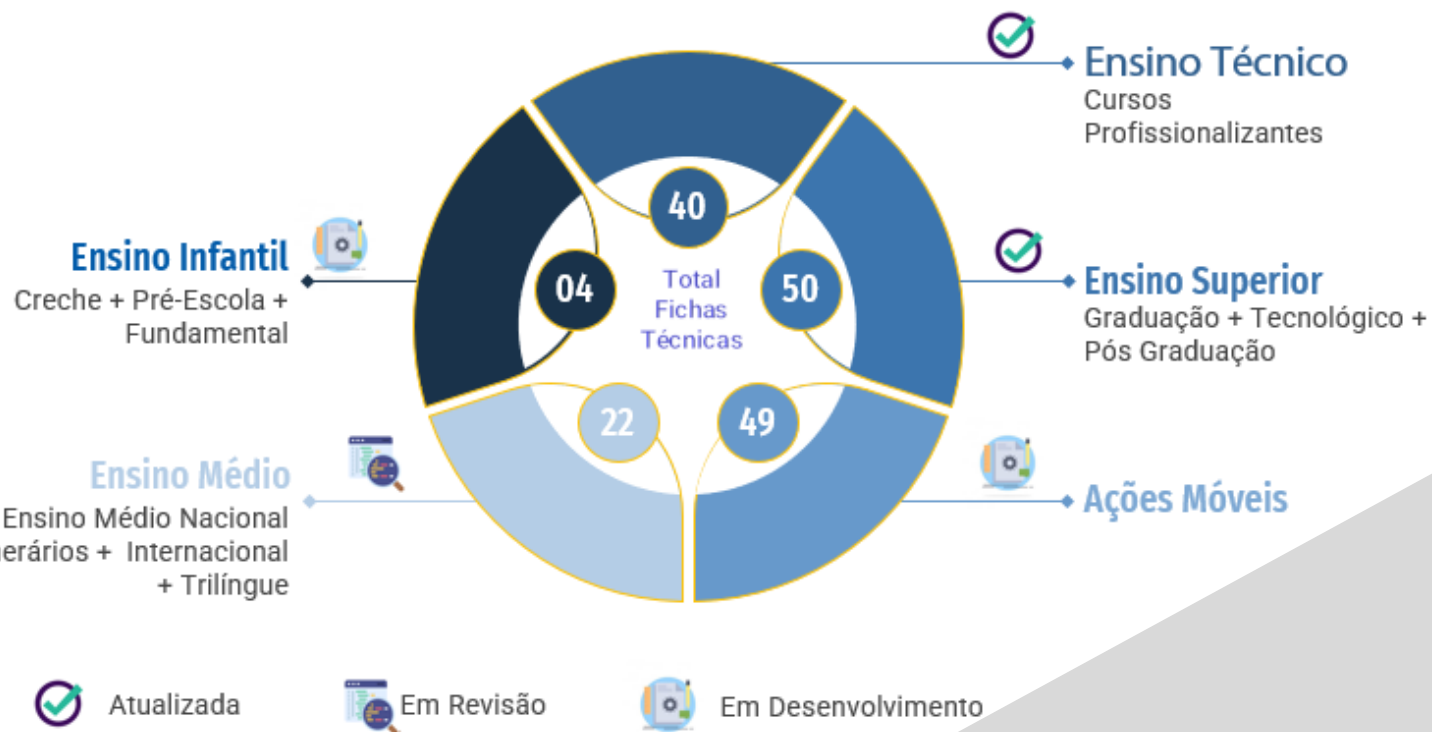 Ensino Técnico
Cursos
Profissionalizantes
40
Ensino Infantil
Creche + Pré-Escola +
Fundamental
04
Total
Fichas
Técnicas
50
Ensino Superior
Graduação + Tecnológico +
Pós Graduação
22
49
Ensino Médio
Ensino Médio Nacional
+ Internacional
+ Trilíngue
Ações Móveis
Atualizada
Em Revisão
Em Desenvolvimento